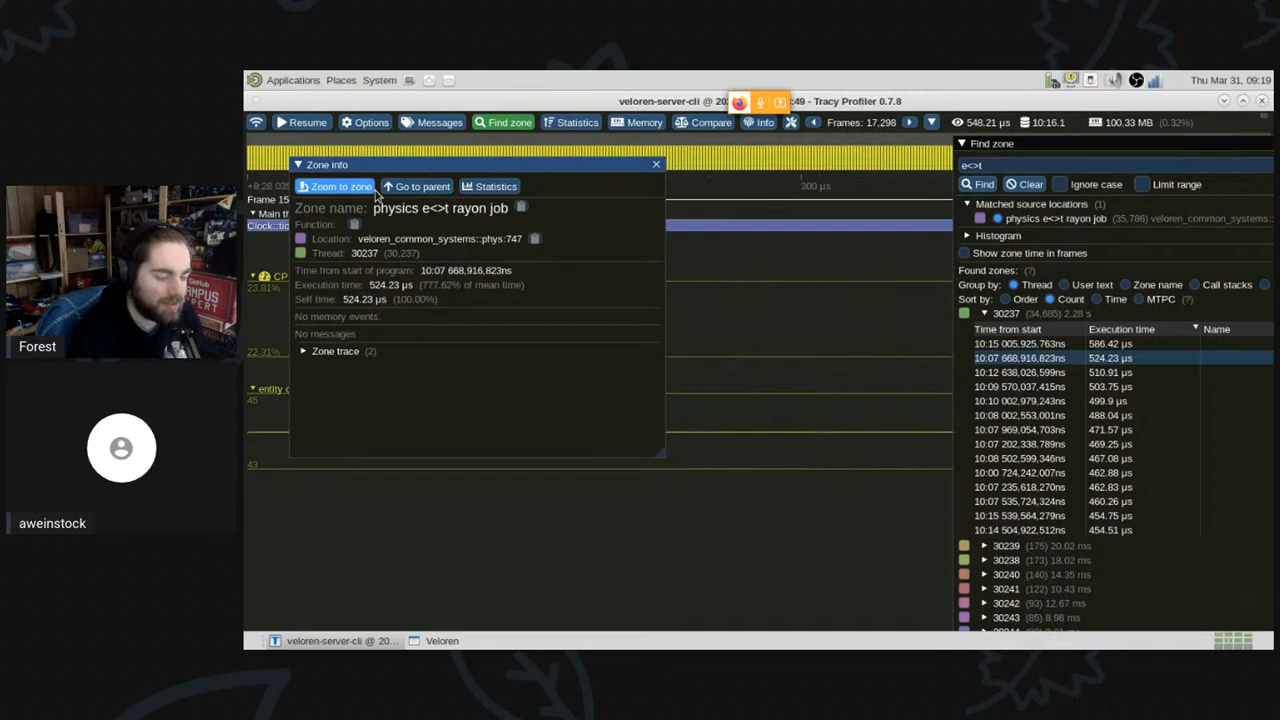 Applications Places System
Thu Mar 31, 09:19
veloren-server-cli @ 20
:49 - Tracy Profiler 0.7.8
Resume Options Messages Find zone Statistics Memory Compare Info Frames: 17,298 548.21 µs 10:16.1 100.33 MB (0.32%)
Find zone
e<>t
Find Clear Ignore case Limit range
Matched source locations (1)
physics e<>t rayon job (35,786) veloren_common_systems::
Histogram
Show zone time in frames
Found zones: (?)
Group by: Thread User text Zone name Call stacks
Sort by: Order Count Time MTPC (?)
30237 (34,685) 2.28 s
Time from start Execution time Name
10:15 005,925,763ns 586.42 µs
10:07 668,916,823ns 524.23 µs
10:12 638,026,599ns 510.91 µs
10:09 570,037,415ns 503.75 µs
10:10 002,979,243ns 499.9 µs
10:08 002,553,001ns 488.04 µs
10:07 969,054,703ns 471.57 µs
10:07 202,338,789ns 469.25 µs
10:08 502,599,346ns 467.08 µs
10:00 724,242,007ns 462.88 µs
10:07 235,618,270ns 462.83 µs
10:07 535,724,324ns 460.26 µs
10:15 539,564,279ns 454.75 µs
10:14 504,922,512ns 454.51 µs
30239 (175) 20.02 ms
30238 (173) 18.02 ms
30240 (140) 14.35 ms
30241 (122) 10.43 ms
30242 (93) 12.67 ms
30243 (85) 8.98 ms
Zone info
Zoom to zone Go to parent Statistics
Zone name: physics e<>t rayon job
Function:
Location: veloren_common_systems::phys:747
Thread: 30237 (30,237)
Time from start of program: 10:07 668,916,823ns
Execution time: 524.23 µs (777.62% of mean time)
Self time: 524.23 µs (100.00%)
No memory events.
No messages
Zone trace (2)
+9:28 035
300 µs
Frame 15
Main th
Clock::tic
CP
23.81%
22.31%
entity c
45
43
Forest
aweinstock
veloren-server-cli @ 20... Veloren